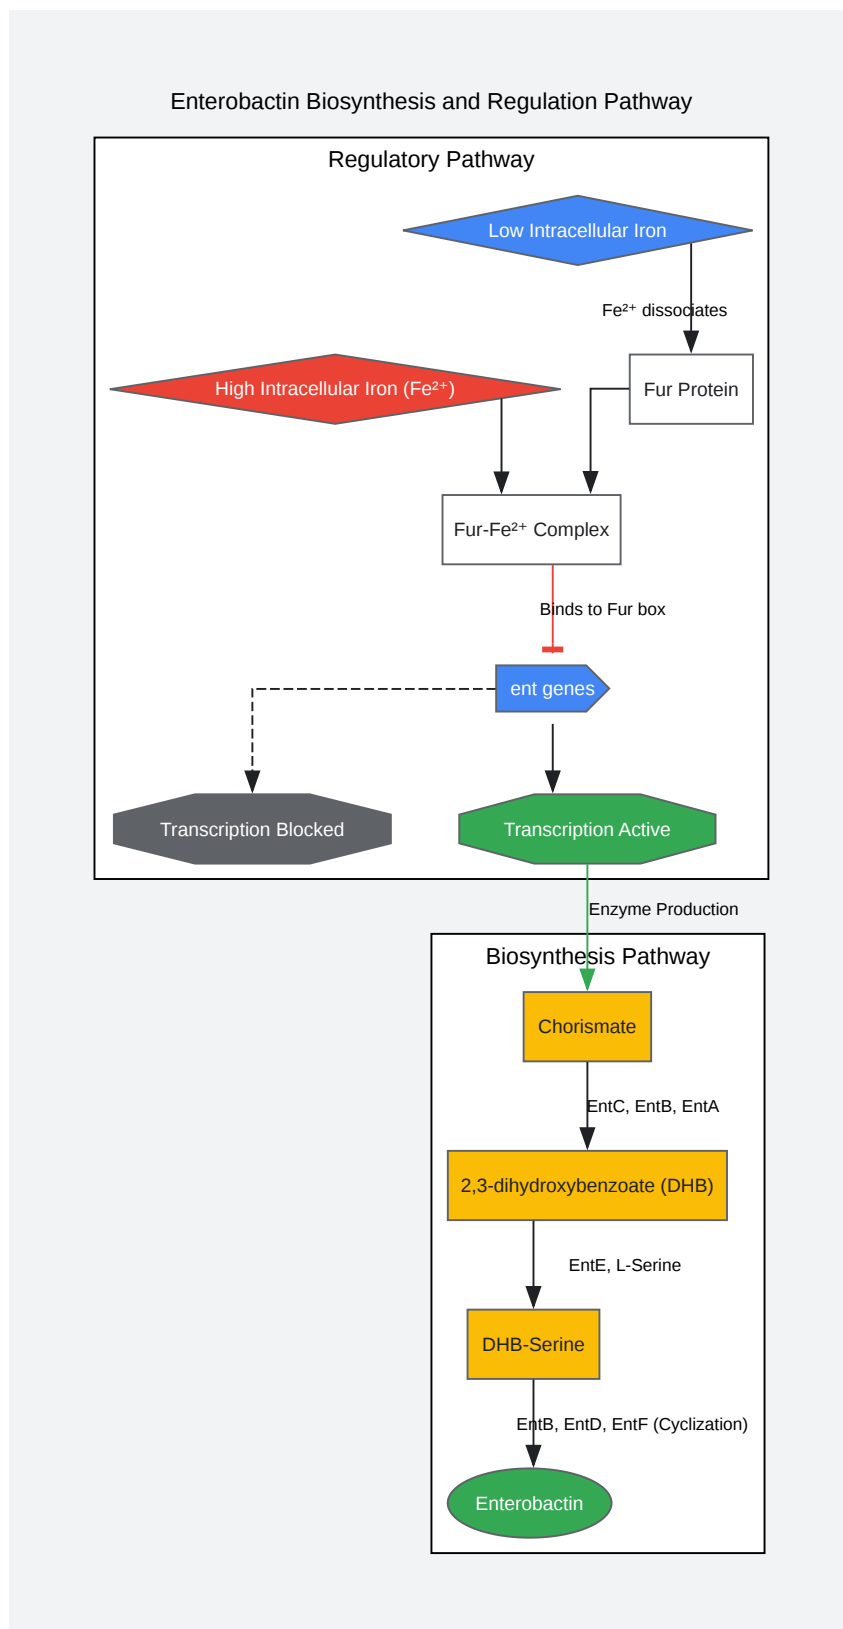 Enterobactin Biosynthesis and Regulation Pathway
Regulatory Pathway
Low Intracellular Iron
Fe²⁺ dissociates
High Intracellular Iron (Fe²⁺)
Fur Protein
Fur-Fe²⁺ Complex
Binds to Fur box
ent genes
Transcription Blocked
Transcription Active
Enzyme Production
Biosynthesis Pathway
Chorismate
EntC, EntB, EntA
2,3-dihydroxybenzoate (DHB)
EntE, L-Serine
DHB-Serine
EntB, EntD, EntF (Cyclization)
Enterobactin